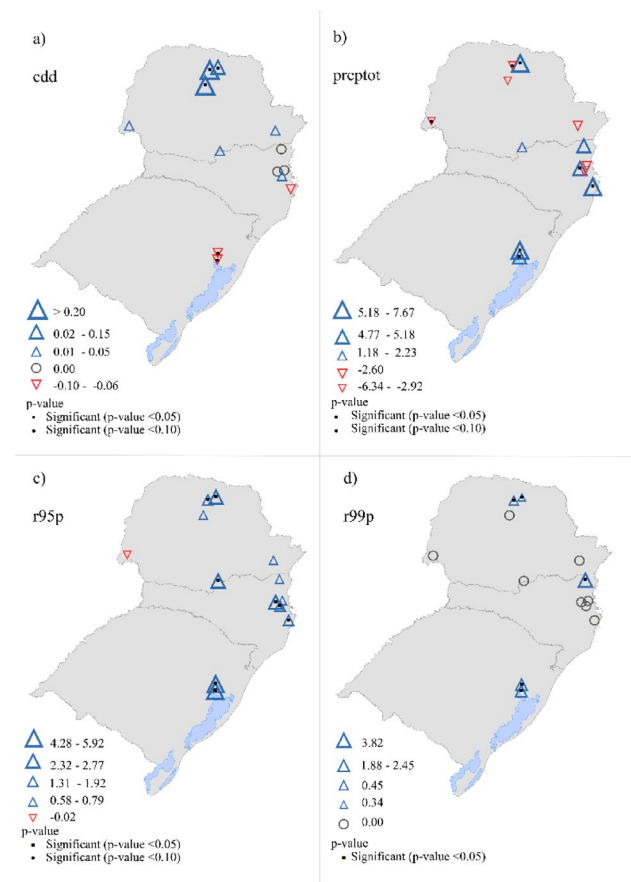 a)
cdd
> 0.20
0.02 - 0.15
0.01 - 0.05
0.00
-0.10 - -0.06
p-value
Significant (p-value <0.05)
Significant (p-value <0.10)
b)
prcptot
5.18 - 7.67
4.77 - 5.18
1.18 - 2.23
-2.60
-6.34 - -2.92
p-value
Significant (p-value <0.05)
Significant (p-value <0.10)
c)
r95p
4.28 - 5.92
2.32 - 2.77
1.31 - 1.92
0.58 - 0.79
-0.02
p-value
Significant (p-value <0.05)
Significant (p-value <0.10)
d)
r99p
3.82
1.88 - 2.45
0.45
0.34
0.00
p-value
Significant (p-value <0.05)